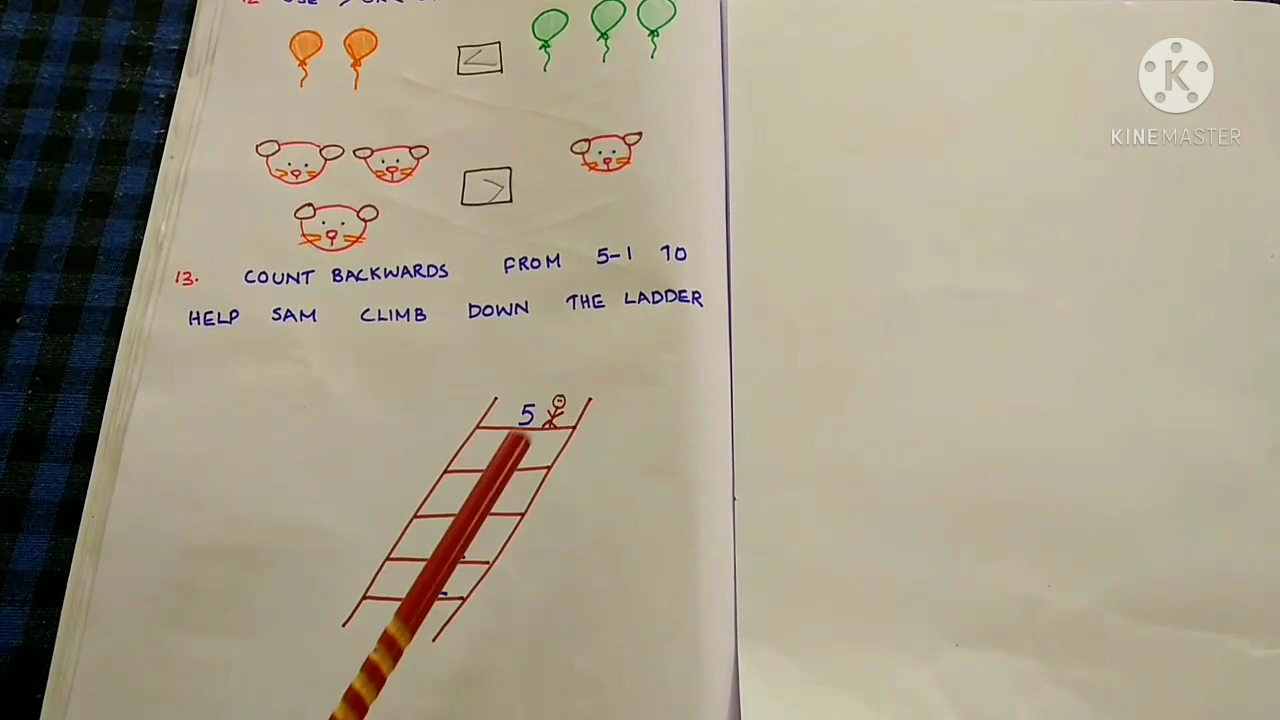 <
>
13. COUNT BACKWARDS FROM 5-1 TO
HELP SAM CLIMB DOWN THE LADDER
5
K
KINEMASTER